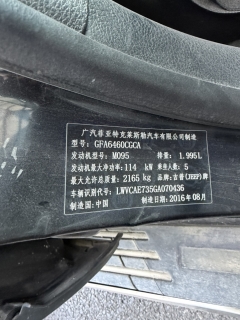 广汽菲亚特克莱斯勒汽车有限公司制造
型号: GFA6460CGCA
发动机型号: M095 排量: 1.995L
发动机最大净功率: 114 kW 乘坐人数: 5
最大允许总质量: 2165 kg 品牌: 吉普(JEEP)牌
车辆识别代号: LWVCAE735GA070436
制造国: 中国 制造日期: 2016年08月